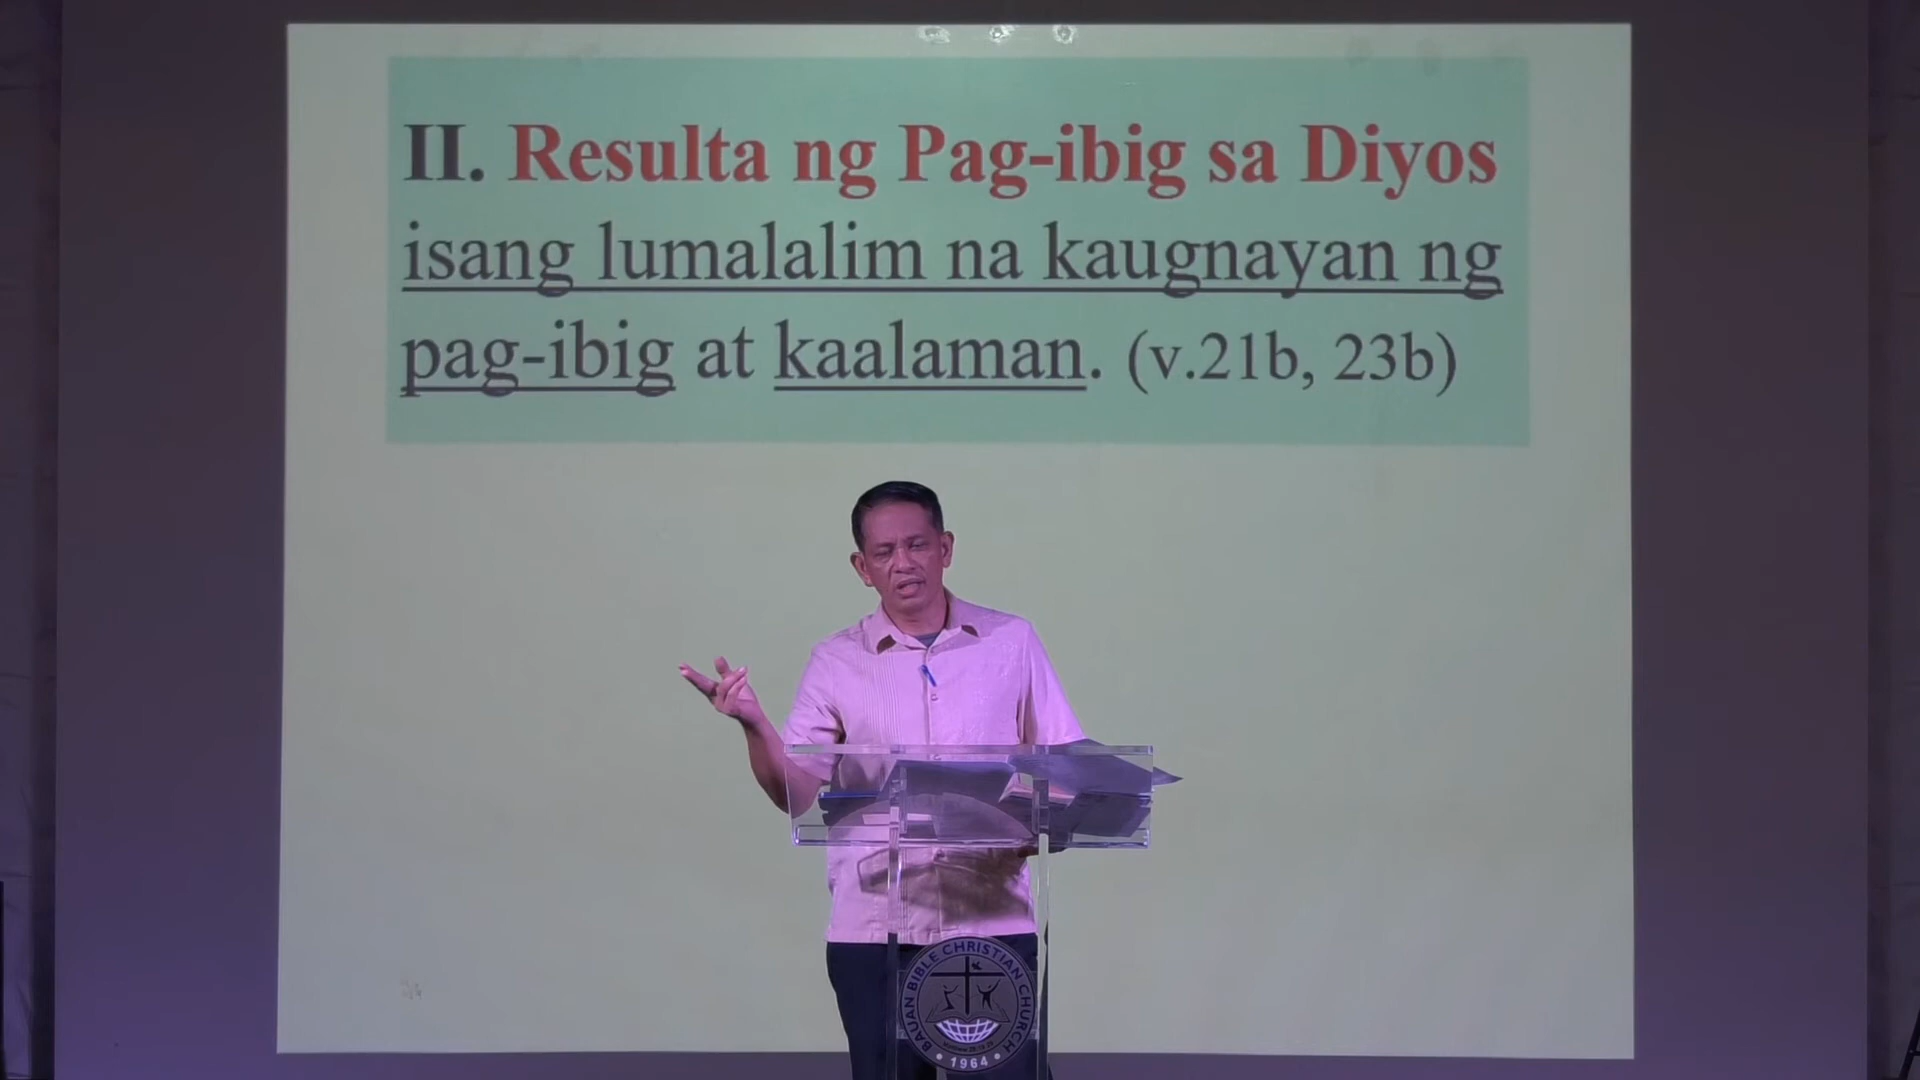 II. Resulta ng Pag-ibig sa Diyos
isang lumalalim na kaugnayan ng
pag-ibig at kaalaman. (v.21b, 23b)
BAUAN BIBLE CHRISTIAN CHURCH
• 1964 •